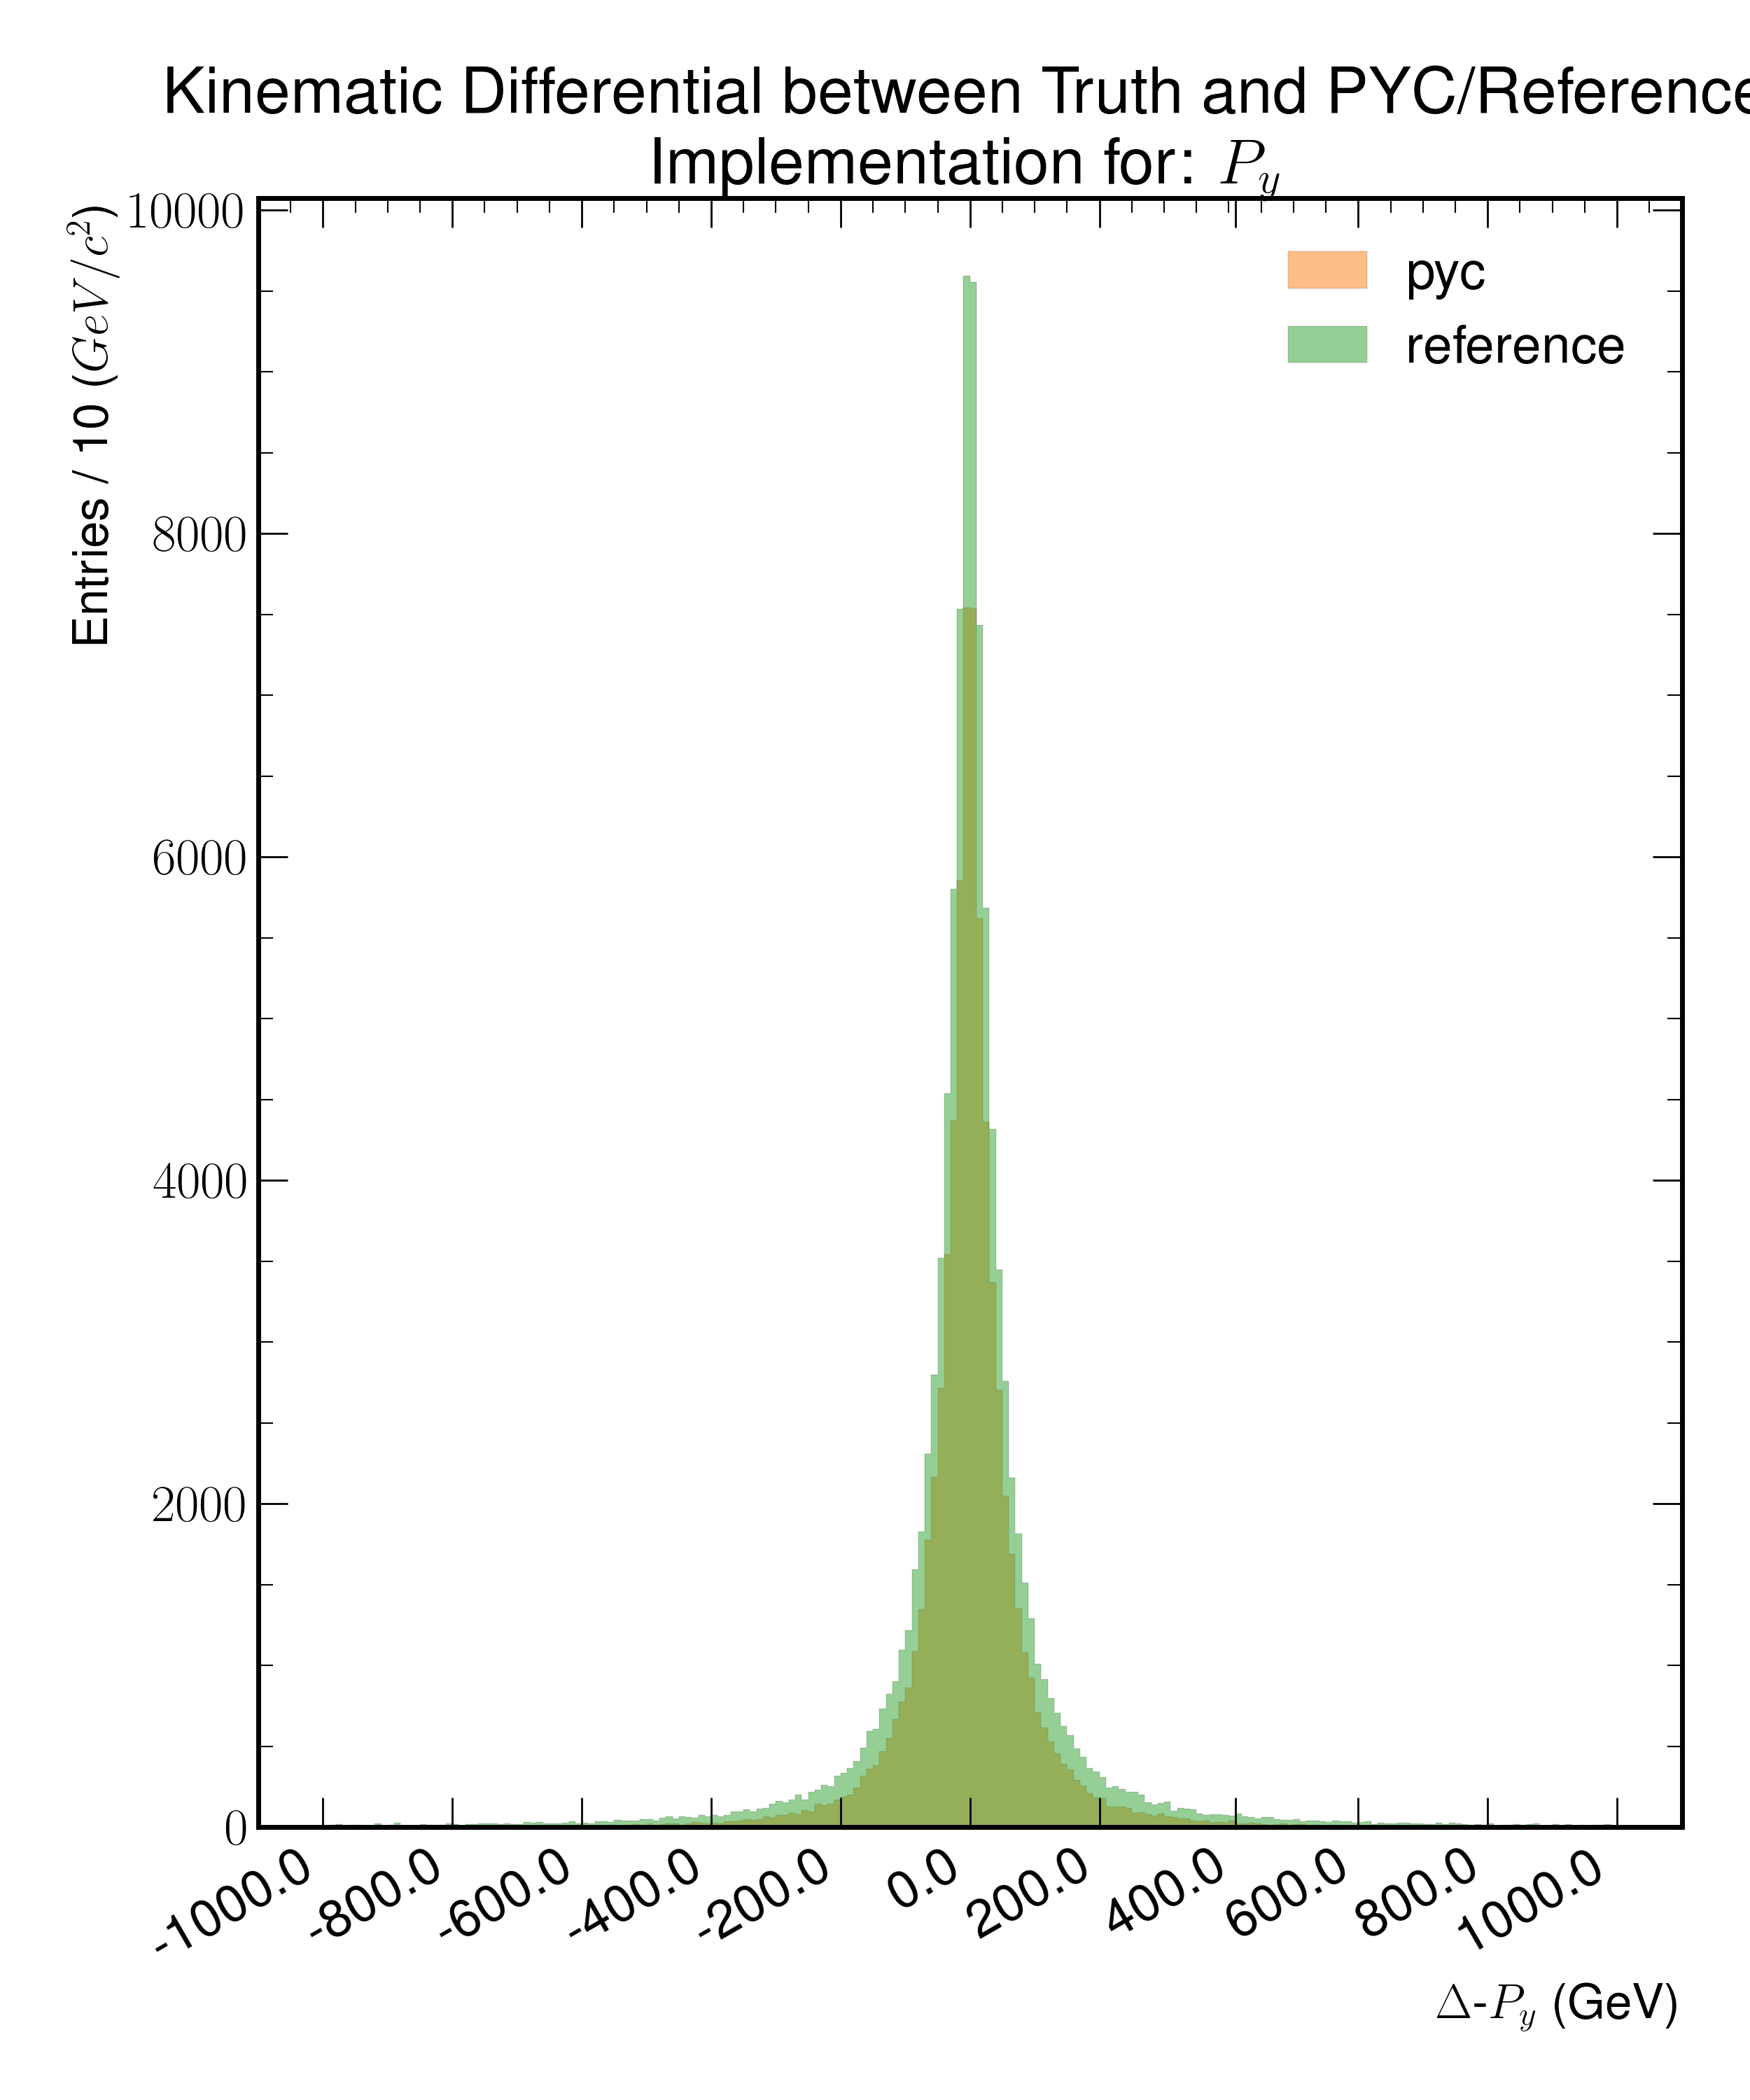 Kinematic Differential between Truth and PYC/Reference
Implementation for: $P_y$
Entries / 10 ($GeV/c^2$)
10000
8000
6000
4000
2000
0
pyc
reference
-1000.0
-800.0
-600.0
-400.0
-200.0
0.0
200.0
400.0
600.0
800.0
1000.0
Δ-$P_y$ (GeV)